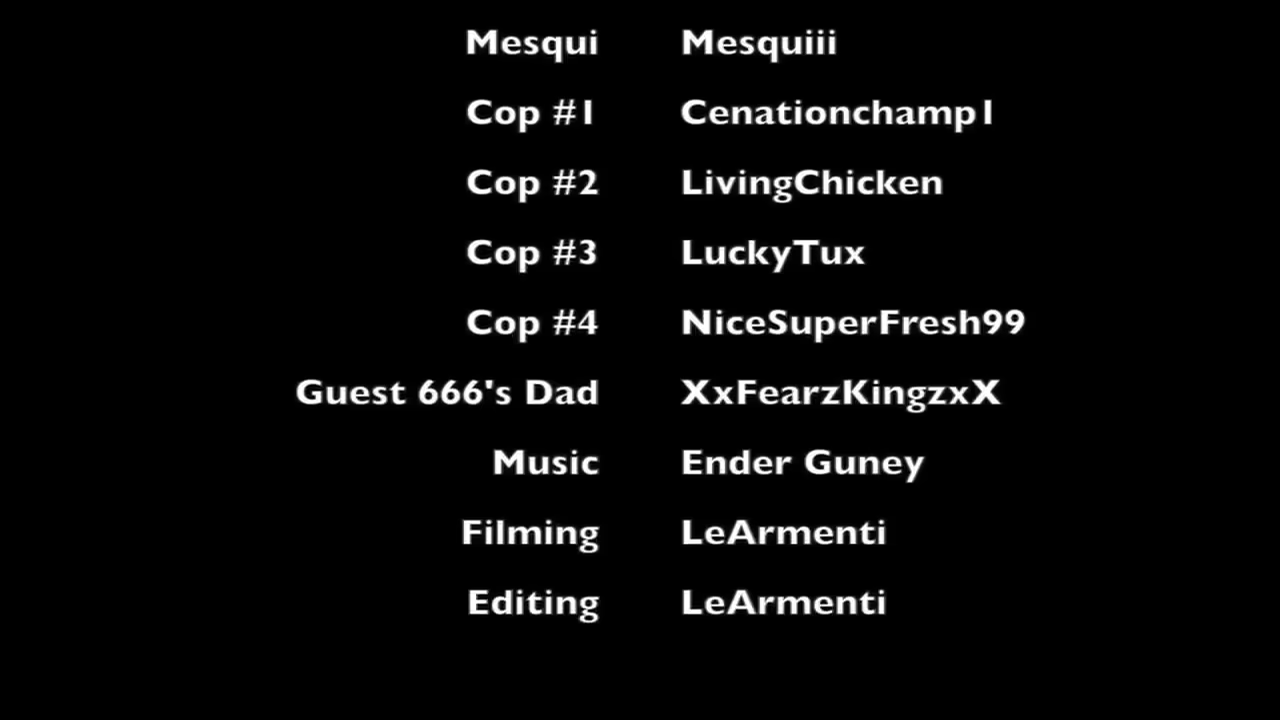 Mesqui Mesquiii
Cop #1 Cenationchamp1
Cop #2 LivingChicken
Cop #3 LuckyTux
Cop #4 NiceSuperFresh99
Guest 666's Dad XxFearzKingzxX
Music Ender Guney
Filming LeArmenti
Editing LeArmenti